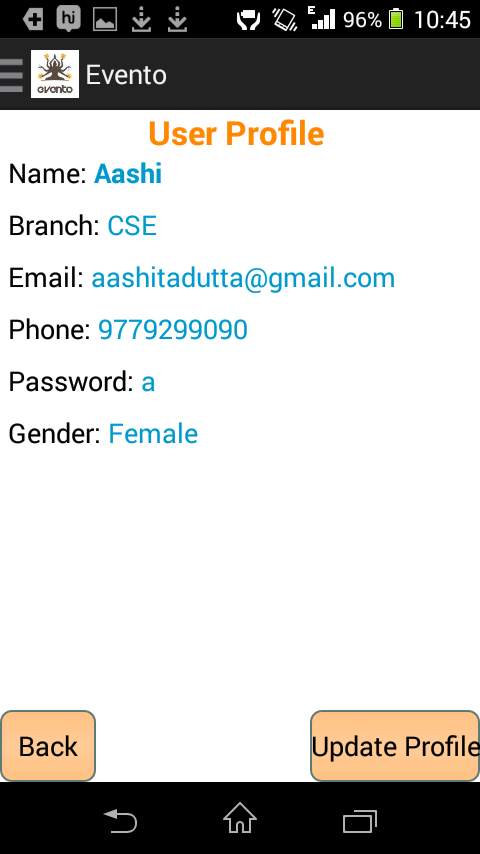 hi
E
96%
10:45
evento
Evento
User Profile
Name: Aashi
Branch: CSE
Email: aashitadutta@gmail.com
Phone: 9779299090
Password: a
Gender: Female
Back
Update Profile